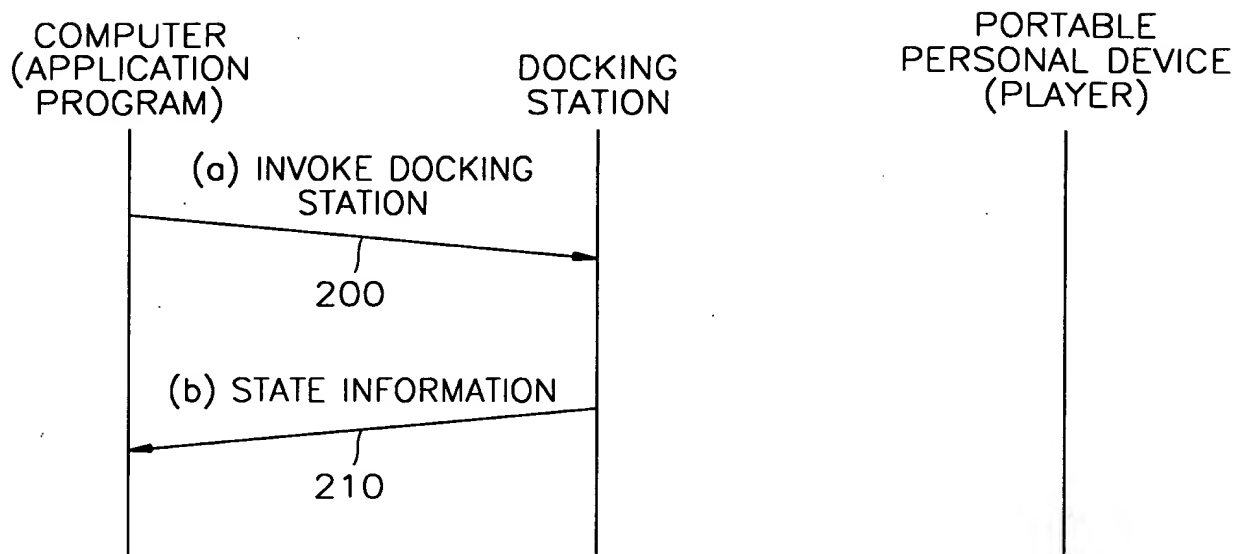 COMPUTER
(APPLICATION
PROGRAM)
DOCKING
STATION
PORTABLE
PERSONAL DEVICE
(PLAYER)
(a) INVOKE DOCKING
STATION
200
(b) STATE INFORMATION
210